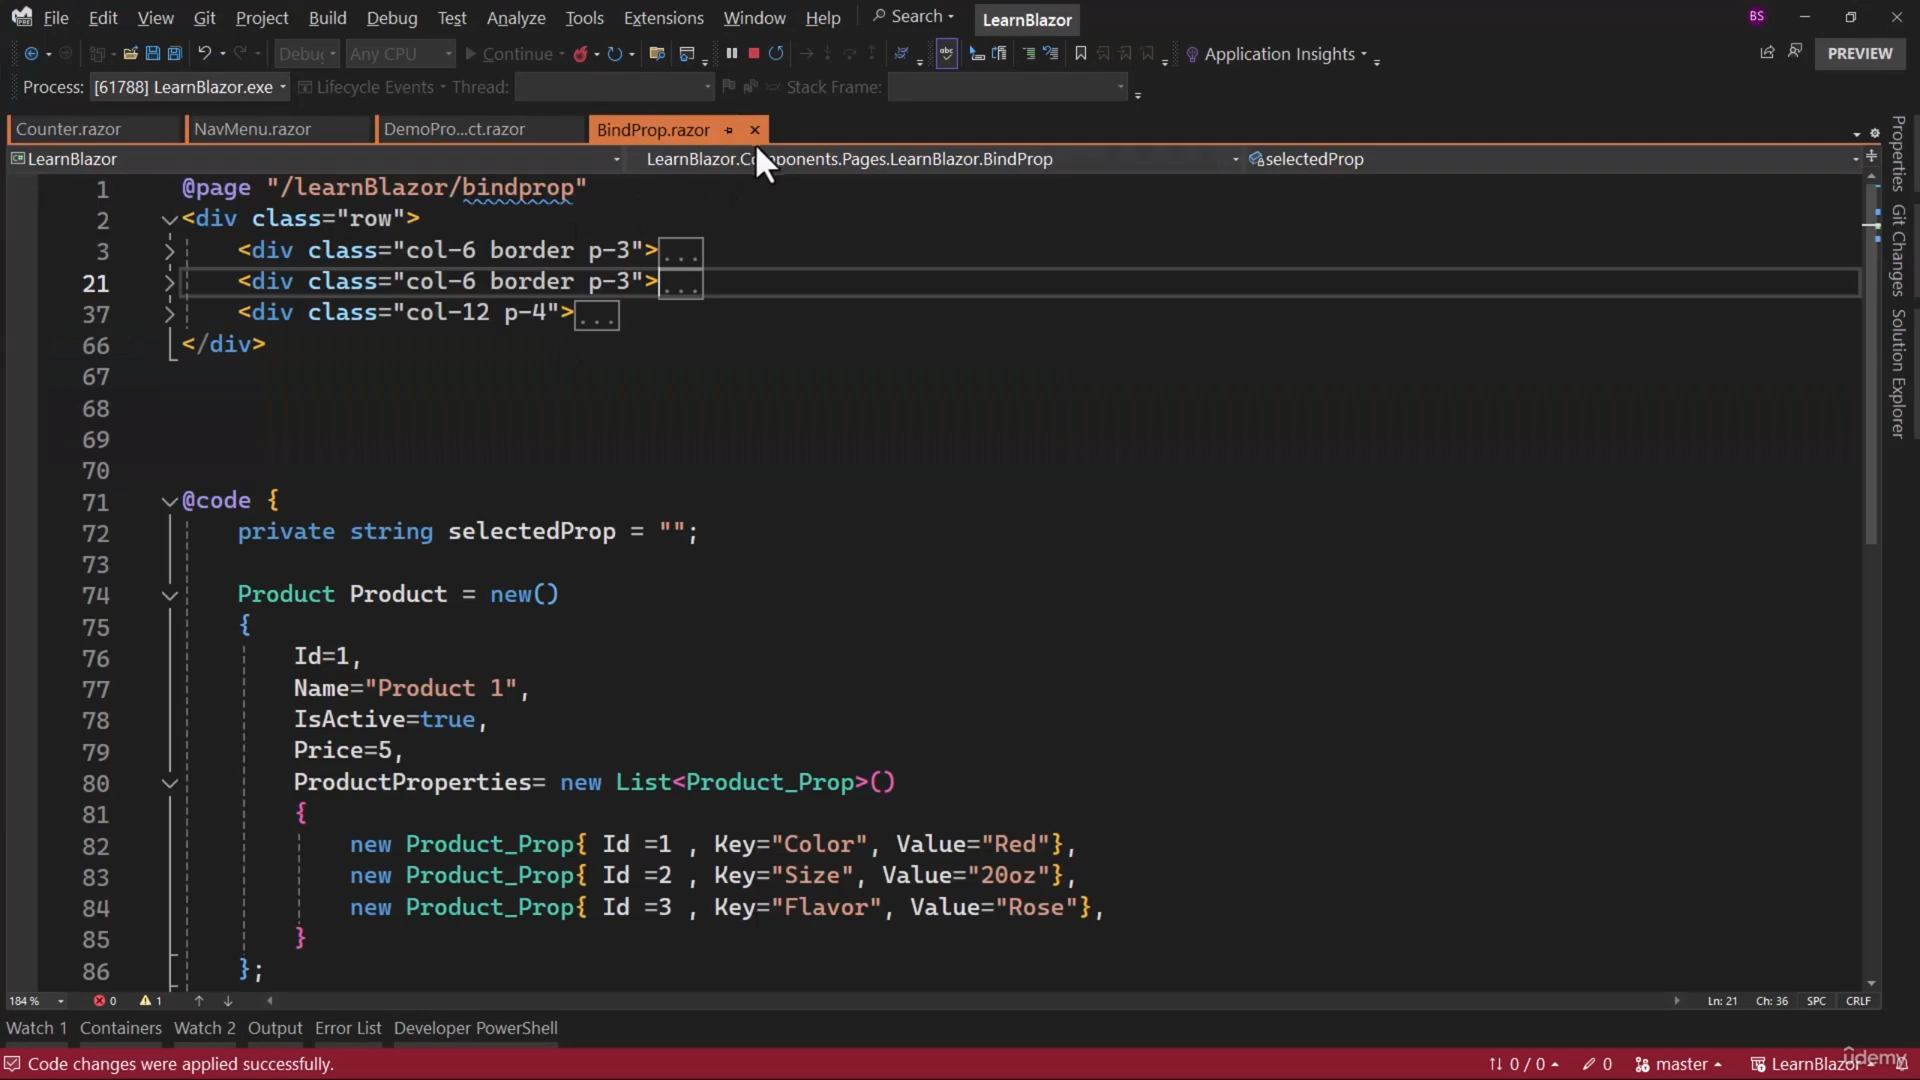 File Edit View Git Project Build Debug Test Analyze Tools Extensions Window Help Search LearnBlazor BS
Debug Any CPU Continue Application Insights PREVIEW
Process: [61788] LearnBlazor.exe Lifecycle Events Thread: Stack Frame:
Counter.razor NavMenu.razor DemoPro...ct.razor BindProp.razor
LearnBlazor LearnBlazor.Components.Pages.LearnBlazor.BindProp selectedProp
1 @page "/learnBlazor/bindprop"
2 <div class="row">
3 <div class="col-6 border p-3">...
21 <div class="col-6 border p-3">...
37 <div class="col-12 p-4">...
66 </div>
67
68
69
70
71 @code {
72 private string selectedProp = "";
73
74 Product Product = new()
75 {
76 Id=1,
77 Name="Product 1",
78 IsActive=true,
79 Price=5,
80 ProductProperties= new List<Product_Prop>()
81 {
82 new Product_Prop{ Id =1 , Key="Color", Value="Red"},
83 new Product_Prop{ Id =2 , Key="Size", Value="20oz"},
84 new Product_Prop{ Id =3 , Key="Flavor", Value="Rose"},
85 }
86 };
Properties
Git Changes
Solution Explorer
184 % 0 1 Ln: 21 Ch: 36 SPC CRLF
Watch 1 Containers Watch 2 Output Error List Developer PowerShell
Code changes were applied successfully. 0 / 0 0 master LearnBlazor
udemy